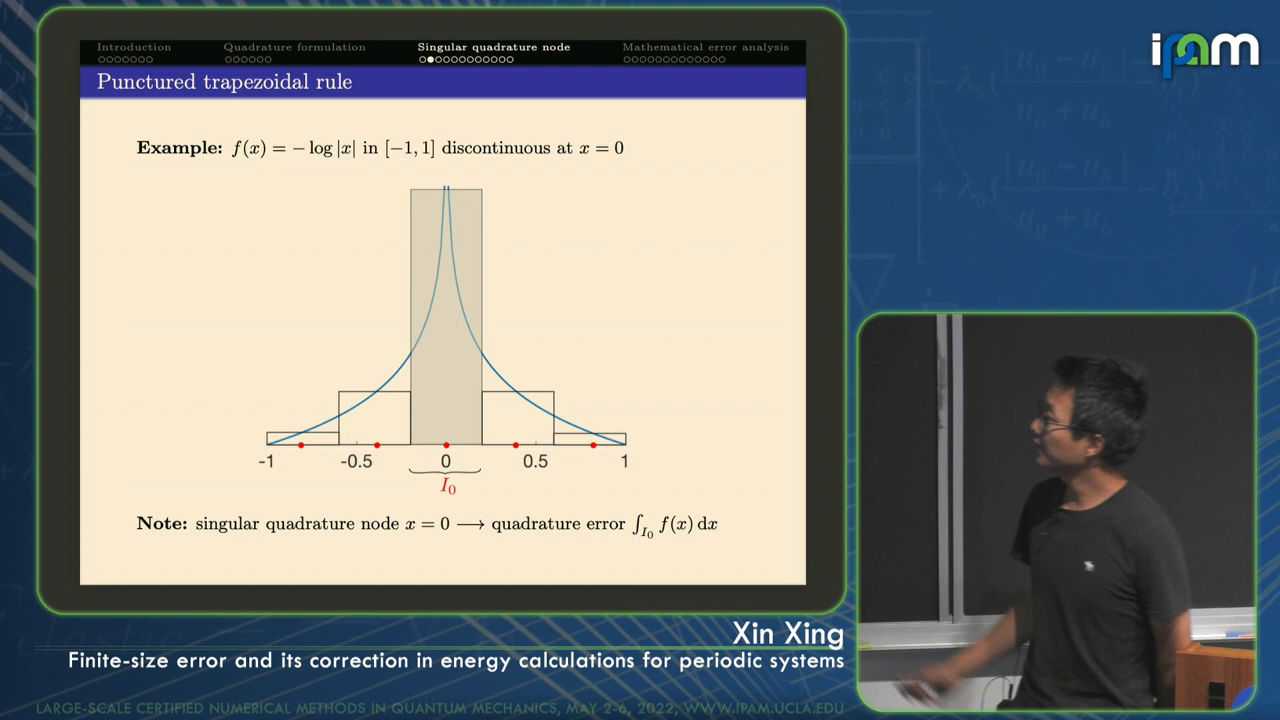 Introduction
Quadrature formulation
Singular quadrature node
Mathematical error analysis
Punctured trapezoidal rule
Example: f(x) = − log |x| in [−1, 1] discontinuous at x = 0
-1 -0.5 0 0.5 1
I₀
Note: singular quadrature node x = 0 ⟶ quadrature error ∫_{I₀} f(x) dx
ipam
Xin Xing
Finite-size error and its correction in energy calculations for periodic systems
LARGE-SCALE CERTIFIED NUMERICAL METHODS IN QUANTUM MECHANICS, MAY 2-6, 2022, WWW.IPAM.UCLA.EDU